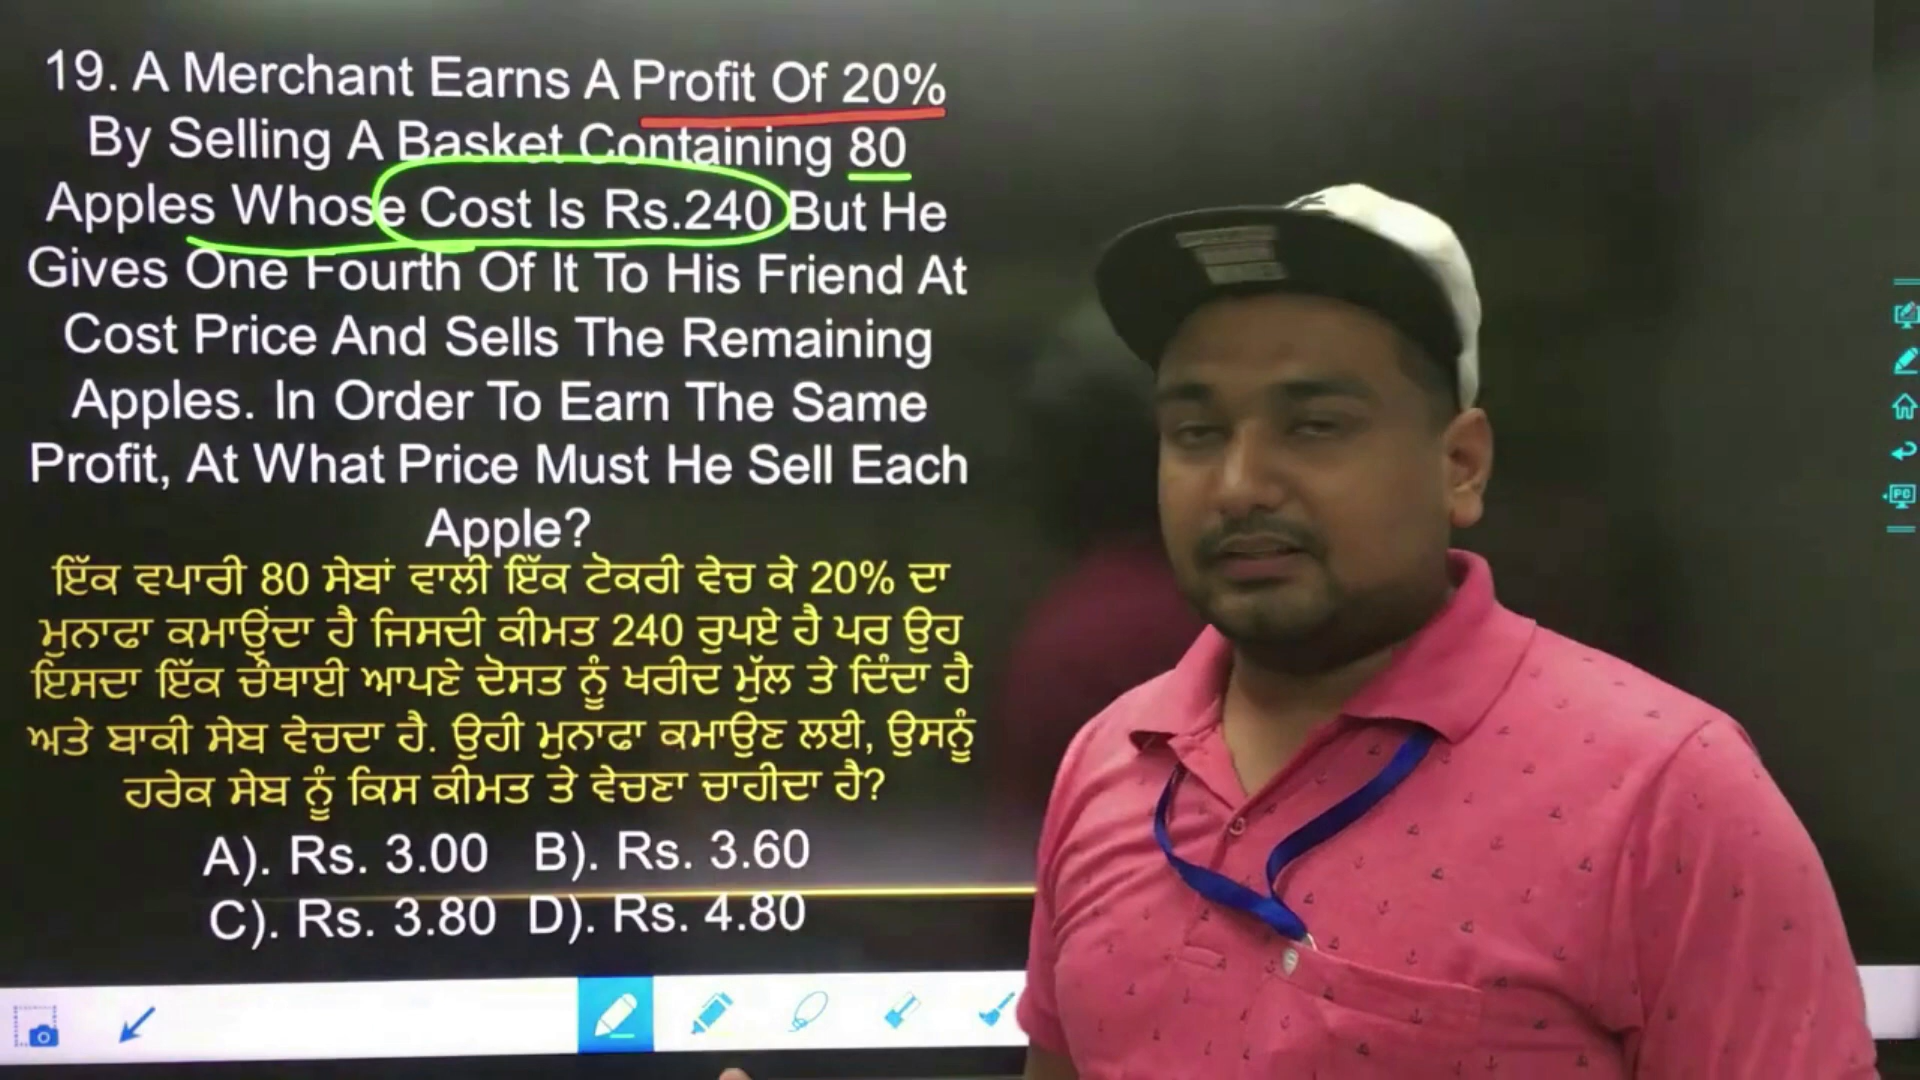 19. A Merchant Earns A Profit Of 20%
By Selling A Basket Containing 80
Apples Whose Cost Is Rs.240 But He
Gives One Fourth Of It To His Friend At
Cost Price And Sells The Remaining
Apples. In Order To Earn The Same
Profit, At What Price Must He Sell Each
Apple?
ਇੱਕ ਵਪਾਰੀ 80 ਸੇਬਾਂ ਵਾਲੀ ਇੱਕ ਟੋਕਰੀ ਵੇਚ ਕੇ 20% ਦਾ
ਮੁਨਾਫਾ ਕਮਾਉਂਦਾ ਹੈ ਜਿਸਦੀ ਕੀਮਤ 240 ਰੁਪਏ ਹੈ ਪਰ ਉਹ
ਇਸਦਾ ਇੱਕ ਚੌਥਾਈ ਆਪਣੇ ਦੋਸਤ ਨੂੰ ਖਰੀਦ ਮੁੱਲ ਤੇ ਦਿੰਦਾ ਹੈ
ਅਤੇ ਬਾਕੀ ਸੇਬ ਵੇਚਦਾ ਹੈ. ਉਹੀ ਮੁਨਾਫਾ ਕਮਾਉਣ ਲਈ, ਉਸਨੂੰ
ਹਰੇਕ ਸੇਬ ਨੂੰ ਕਿਸ ਕੀਮਤ ਤੇ ਵੇਚਣਾ ਚਾਹੀਦਾ ਹੈ?
A). Rs. 3.00 B). Rs. 3.60
C). Rs. 3.80 D). Rs. 4.80